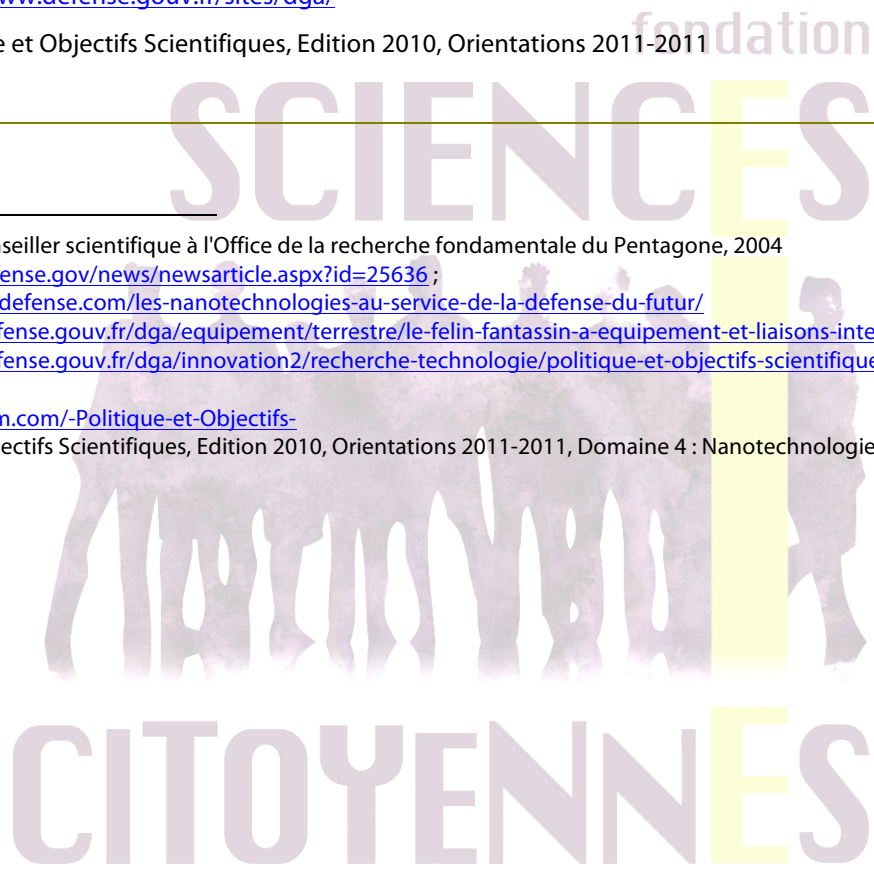 ww.defense.gouv.fr/sites/dga/
fondation
e et Objectifs Scientifiques, Edition 2010, Orientations 2011-2011
SCIENCES
nseiller scientifique à l'Office de la recherche fondamentale du Pentagone, 2004
fense.gov/news/newsarticle.aspx?id=25636 ;
defense.com/les-nanotechnologies-au-service-de-la-defense-du-futur/
fense.gouv.fr/dga/equipement/terrestre/le-felin-fantassin-a-equipement-et-liaisons-inte
fense.gouv.fr/dga/innovation2/recherche-technologie/politique-et-objectifs-scientifique
m.com/-Politique-et-Objectifs-
ectifs Scientifiques, Edition 2010, Orientations 2011-2011, Domaine 4 : Nanotechnologie
CITOYENNES